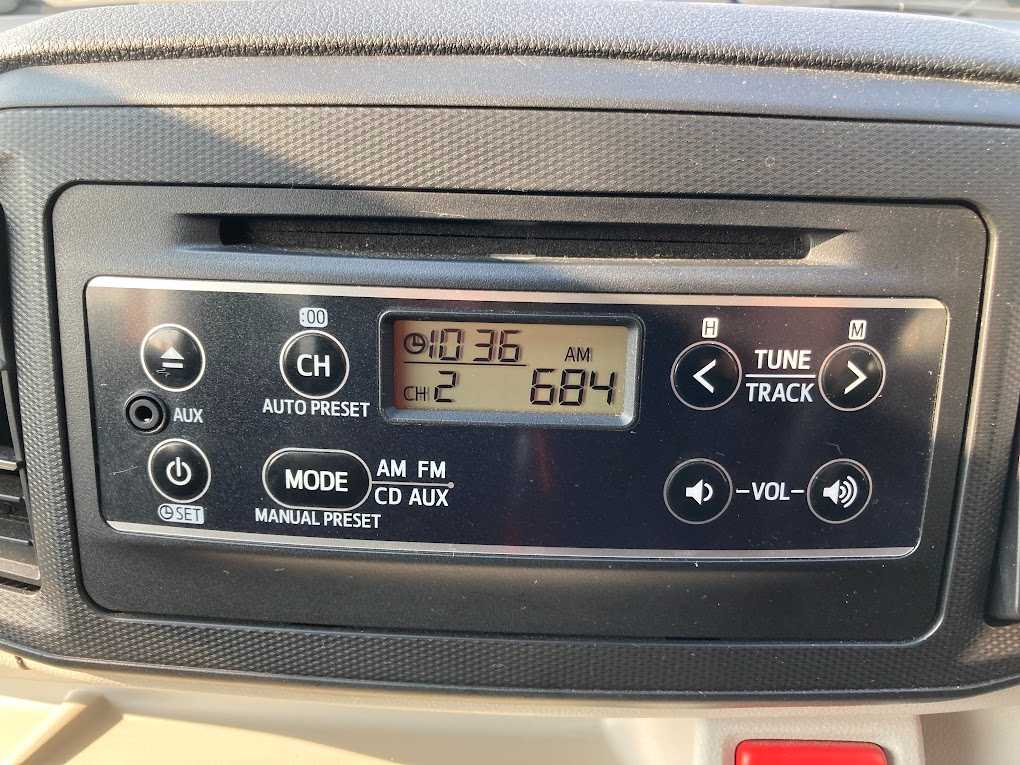 :00
CH
AUTO PRESET
AUX
SET
MODE
MANUAL PRESET
AM FM
CD AUX
10 36
AM
CH 2
684
H
M
TUNE
TRACK
-VOL-